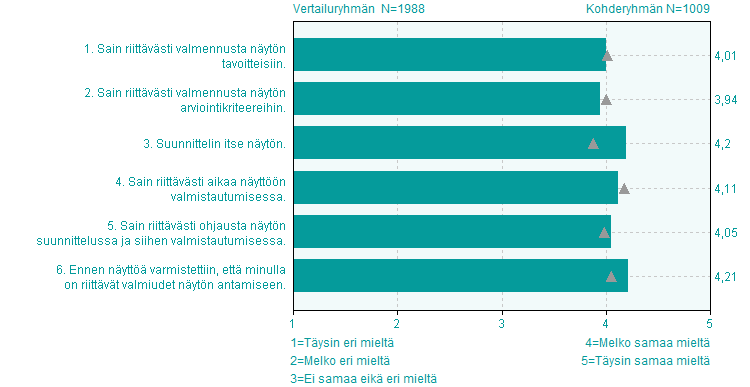 Vertailuryhmän N=1988 Kohderyhmän N=1009
1. Sain riittävästi valmennusta näytön
tavoitteisiin.
4,01
2. Sain riittävästi valmennusta näytön
arviointikriteereihin.
3,94
3. Suunnittelin itse näytön.
4,2
4. Sain riittävästi aikaa näyttöön
valmistautumisessa.
4,11
5. Sain riittävästi ohjausta näytön
suunnittelussa ja siihen valmistautumisessa.
4,05
6. Ennen näyttöä varmistettiin, että minulla
on riittävät valmiudet näytön antamiseen.
4,21
1 2 3 4 5
1=Täysin eri mieltä 4=Melko samaa mieltä
2=Melko eri mieltä 5=Täysin samaa mieltä
3=Ei samaa eikä eri mieltä